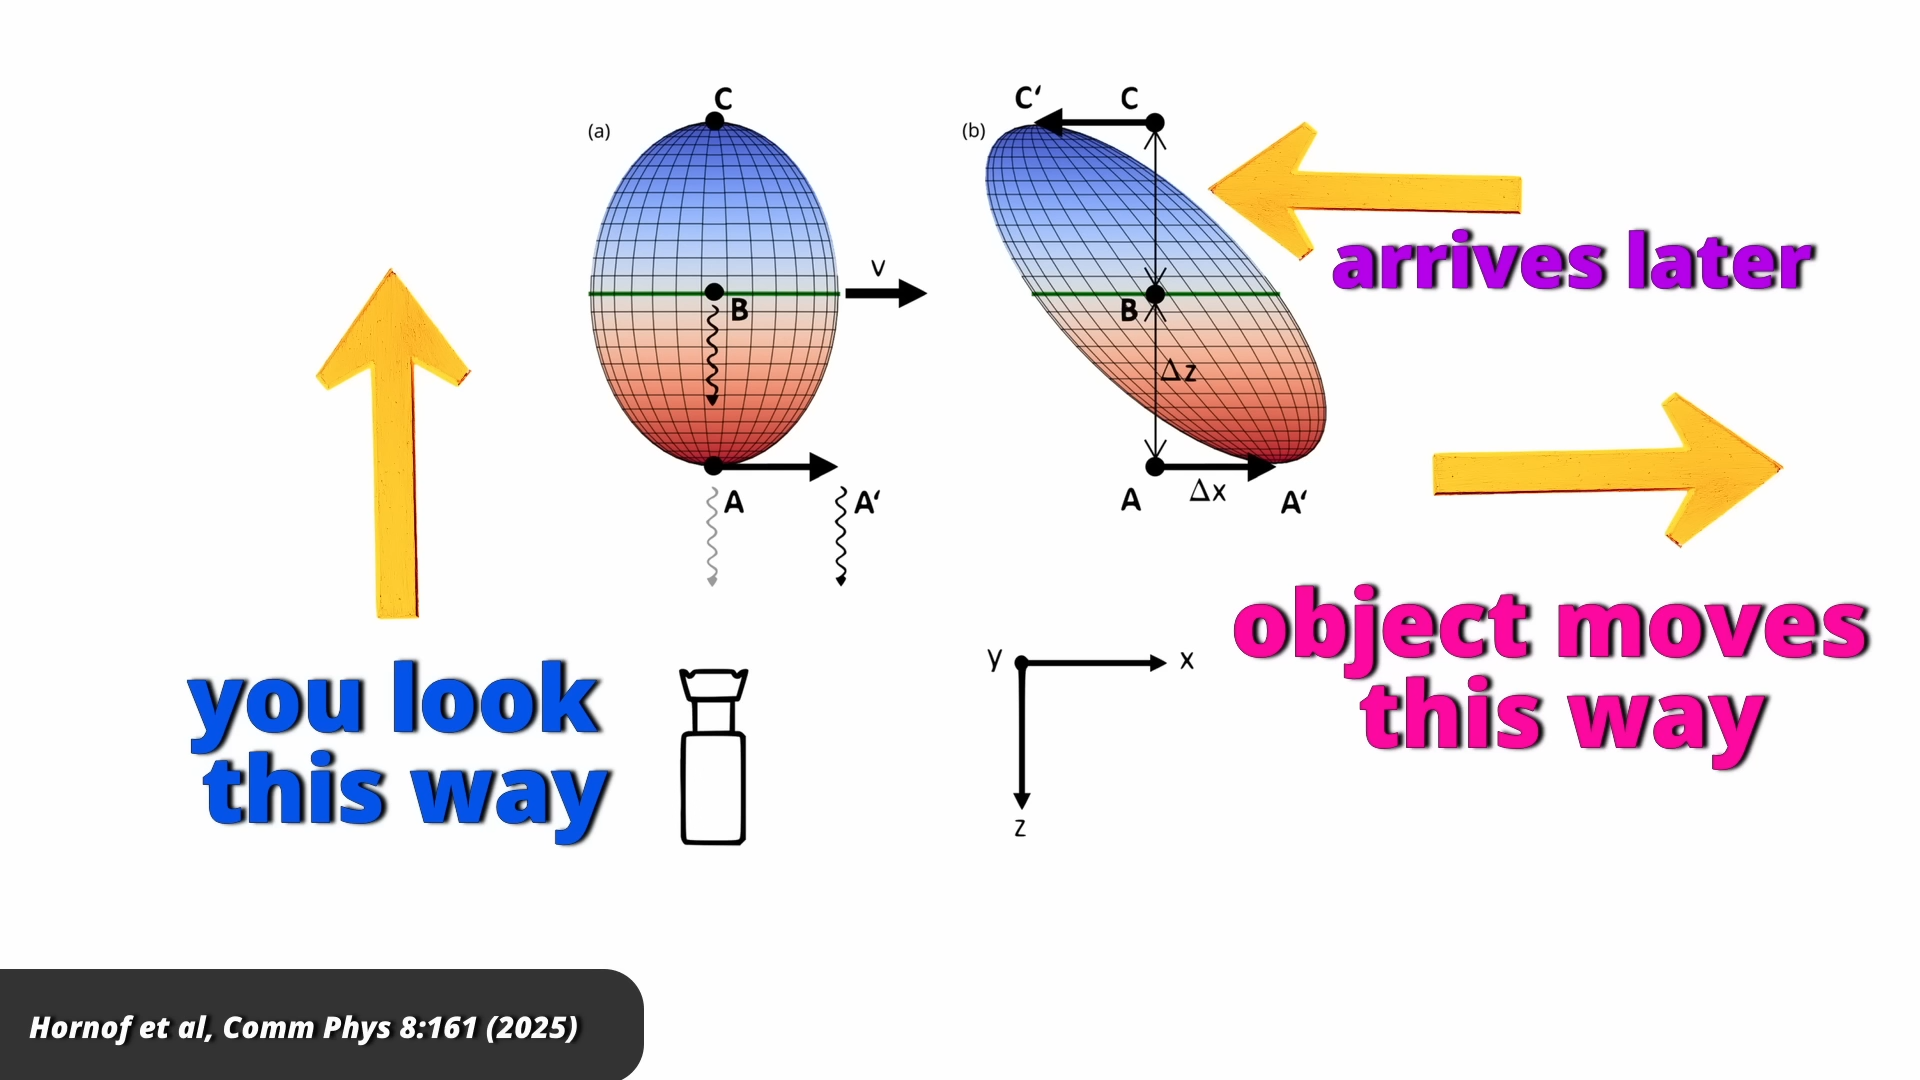 C
(a)
B
v
A
A‘
C‘
C
(b)
B
Δz
A
Δx
A‘
arrives later
object moves
this way
you look
this way
y
x
z
Hornof et al, Comm Phys 8:161 (2025)